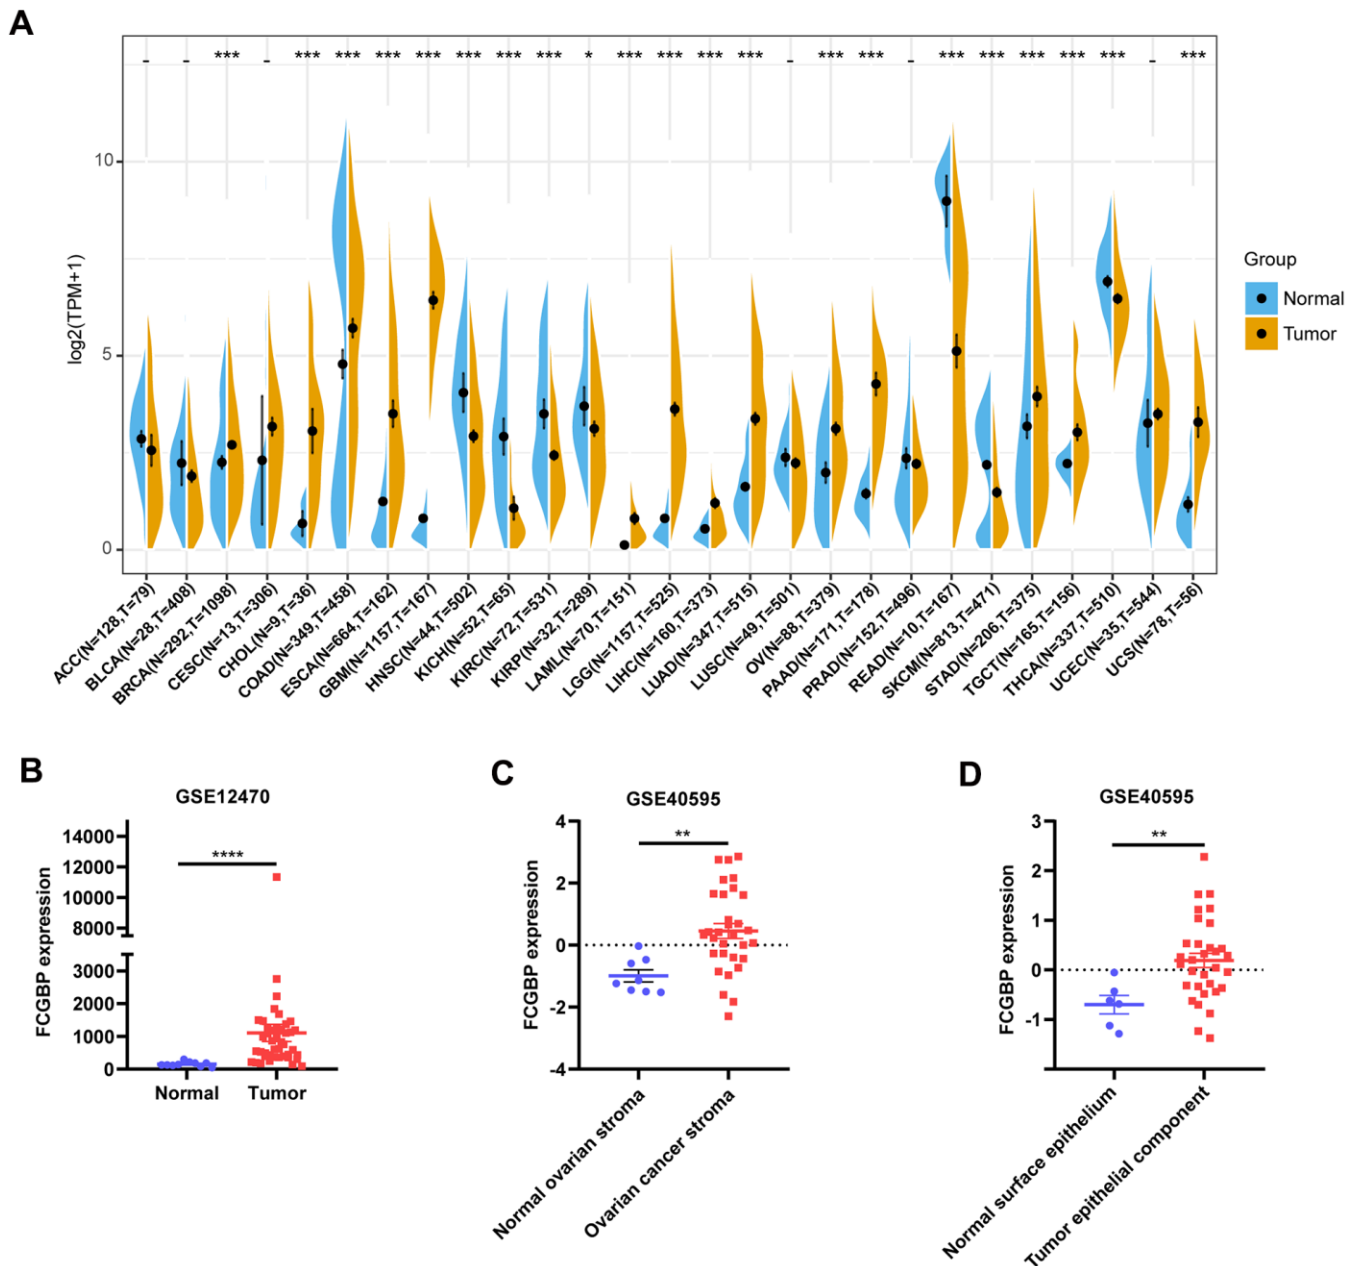 A
- - *** - *** *** *** *** *** *** *** * *** *** *** *** - *** *** - *** *** *** *** *** - ***
log2(TPM+1)
10
5
0
Group
Normal
Tumor
ACC(N=128,T=79)
BLCA(N=28,T=408)
BRCA(N=292,T=1098)
CESC(N=13,T=306)
CHOL(N=9,T=36)
COAD(N=349,T=458)
ESCA(N=664,T=162)
GBM(N=1157,T=167)
HNSC(N=44,T=502)
KICH(N=52,T=65)
KIRC(N=72,T=531)
KIRP(N=32,T=289)
LAML(N=70,T=151)
LGG(N=1157,T=525)
LIHC(N=160,T=373)
LUAD(N=347,T=515)
LUSC(N=49,T=501)
OV(N=88,T=379)
PAAD(N=171,T=178)
PRAD(N=152,T=496)
READ(N=10,T=167)
SKCM(N=813,T=471)
STAD(N=206,T=375)
TGCT(N=165,T=156)
THCA(N=337,T=510)
UCEC(N=35,T=544)
UCS(N=78,T=56)
B
GSE12470
FCGBP expression
14000
12000
10000
8000
3000
2000
1000
0
****
Normal
Tumor
C
GSE40595
FCGBP expression
4
2
0
-2
-4
**
Normal ovarian stroma
Ovarian cancer stroma
D
GSE40595
FCGBP expression
3
2
1
0
-1
**
Normal surface epithelium
Tumor epithelial component